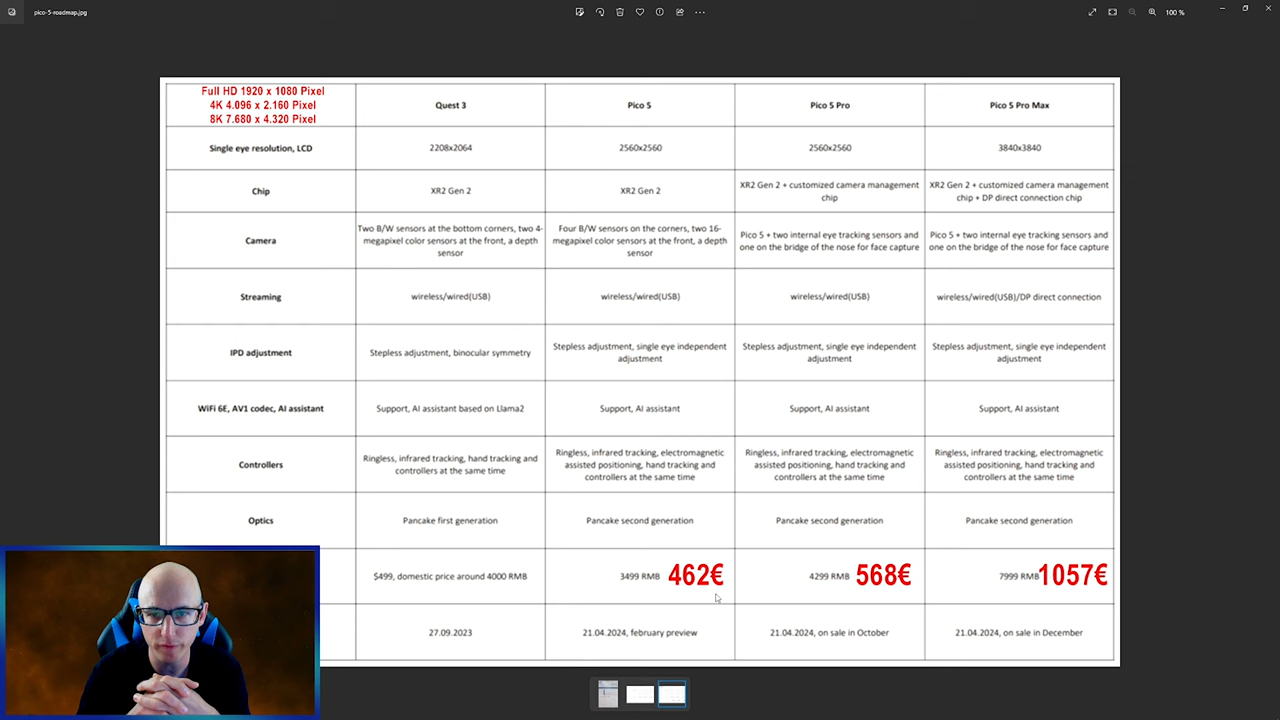 pico-5-roadmap.jpg
100 %
Full HD 1920 x 1080 Pixel
4K 4.096 x 2.160 Pixel
8K 7.680 x 4.320 Pixel
Quest 3
Pico 5
Pico 5 Pro
Pico 5 Pro Max
Single eye resolution, LCD
2208x2064
2560x2560
2560x2560
3840x3840
Chip
XR2 Gen 2
XR2 Gen 2
XR2 Gen 2 + customized camera management
chip
XR2 Gen 2 + customized camera management
chip + DP direct connection chip
Camera
Two B/W sensors at the bottom corners, two 4-
megapixel color sensors at the front, a depth
sensor
Four B/W sensors on the corners, two 16-
megapixel color sensors at the front, a depth
sensor
Pico 5 + two internal eye tracking sensors and
one on the bridge of the nose for face capture
Pico 5 + two internal eye tracking sensors and
one on the bridge of the nose for face capture
Streaming
wireless/wired(USB)
wireless/wired(USB)
wireless/wired(USB)
wireless/wired(USB)/DP direct connection
IPD adjustment
Stepless adjustment, binocular symmetry
Stepless adjustment, single eye independent
adjustment
Stepless adjustment, single eye independent
adjustment
Stepless adjustment, single eye independent
adjustment
WiFi 6E, AV1 codec, AI assistant
Support, AI assistant based on Llama2
Support, AI assistant
Support, AI assistant
Support, AI assistant
Controllers
Ringless, infrared tracking, hand tracking and
controllers at the same time
Ringless, infrared tracking, electromagnetic
assisted positioning, hand tracking and
controllers at the same time
Ringless, infrared tracking, electromagnetic
assisted positioning, hand tracking and
controllers at the same time
Ringless, infrared tracking, electromagnetic
assisted positioning, hand tracking and
controllers at the same time
Optics
Pancake first generation
Pancake second generation
Pancake second generation
Pancake second generation
$499, domestic price around 4000 RMB
3499 RMB 462€
4299 RMB 568€
7999 RMB 1057€
27.09.2023
21.04.2024, february preview
21.04.2024, on sale in October
21.04.2024, on sale in December